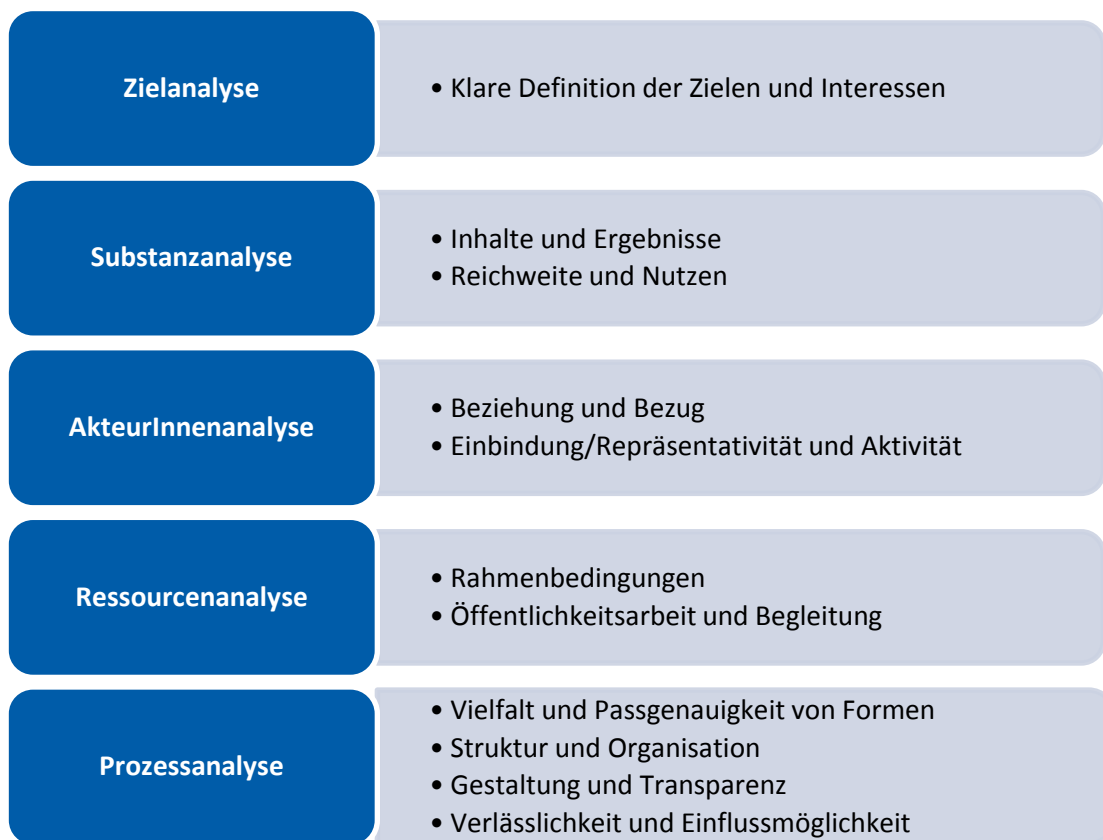 Zielanalyse
• Klare Definition der Zielen und Interessen
Substanzanalyse
• Inhalte und Ergebnisse
• Reichweite und Nutzen
AkteurInnenanalyse
• Beziehung und Bezug
• Einbindung/Repräsentativität und Aktivität
Ressourcenanalyse
• Rahmenbedingungen
• Öffentlichkeitsarbeit und Begleitung
Prozessanalyse
• Vielfalt und Passgenauigkeit von Formen
• Struktur und Organisation
• Gestaltung und Transparenz
• Verlässlichkeit und Einflussmöglichkeit